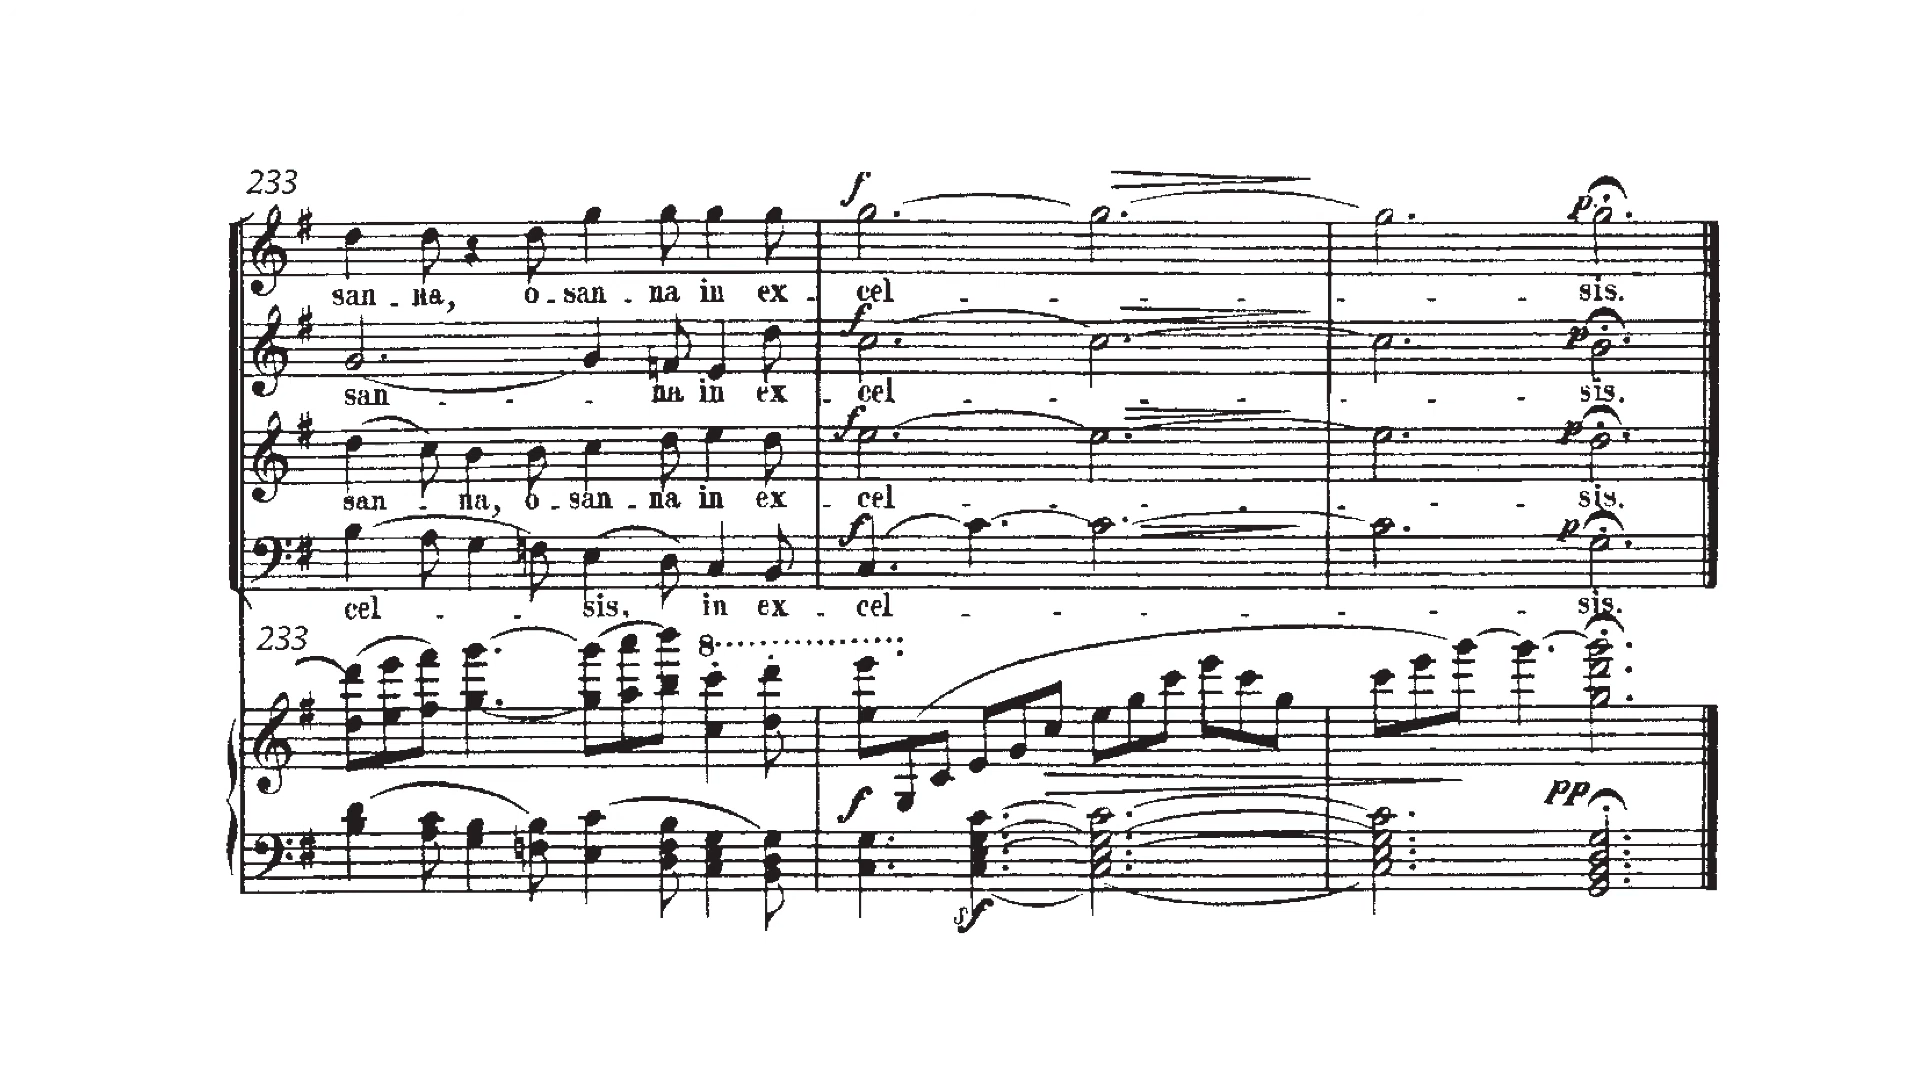 233
f
p
san - na, o - san - na in ex - cel - - - - - - - - sis.
f
p
san - - - na in ex - cel - - - - - - - - sis.
f
p
san - na, o - san - na in ex - cel - - - - - - - - sis.
f
p
cel - - sis, in ex - cel - - - - - - - - sis.
233
8
f
pp
sf